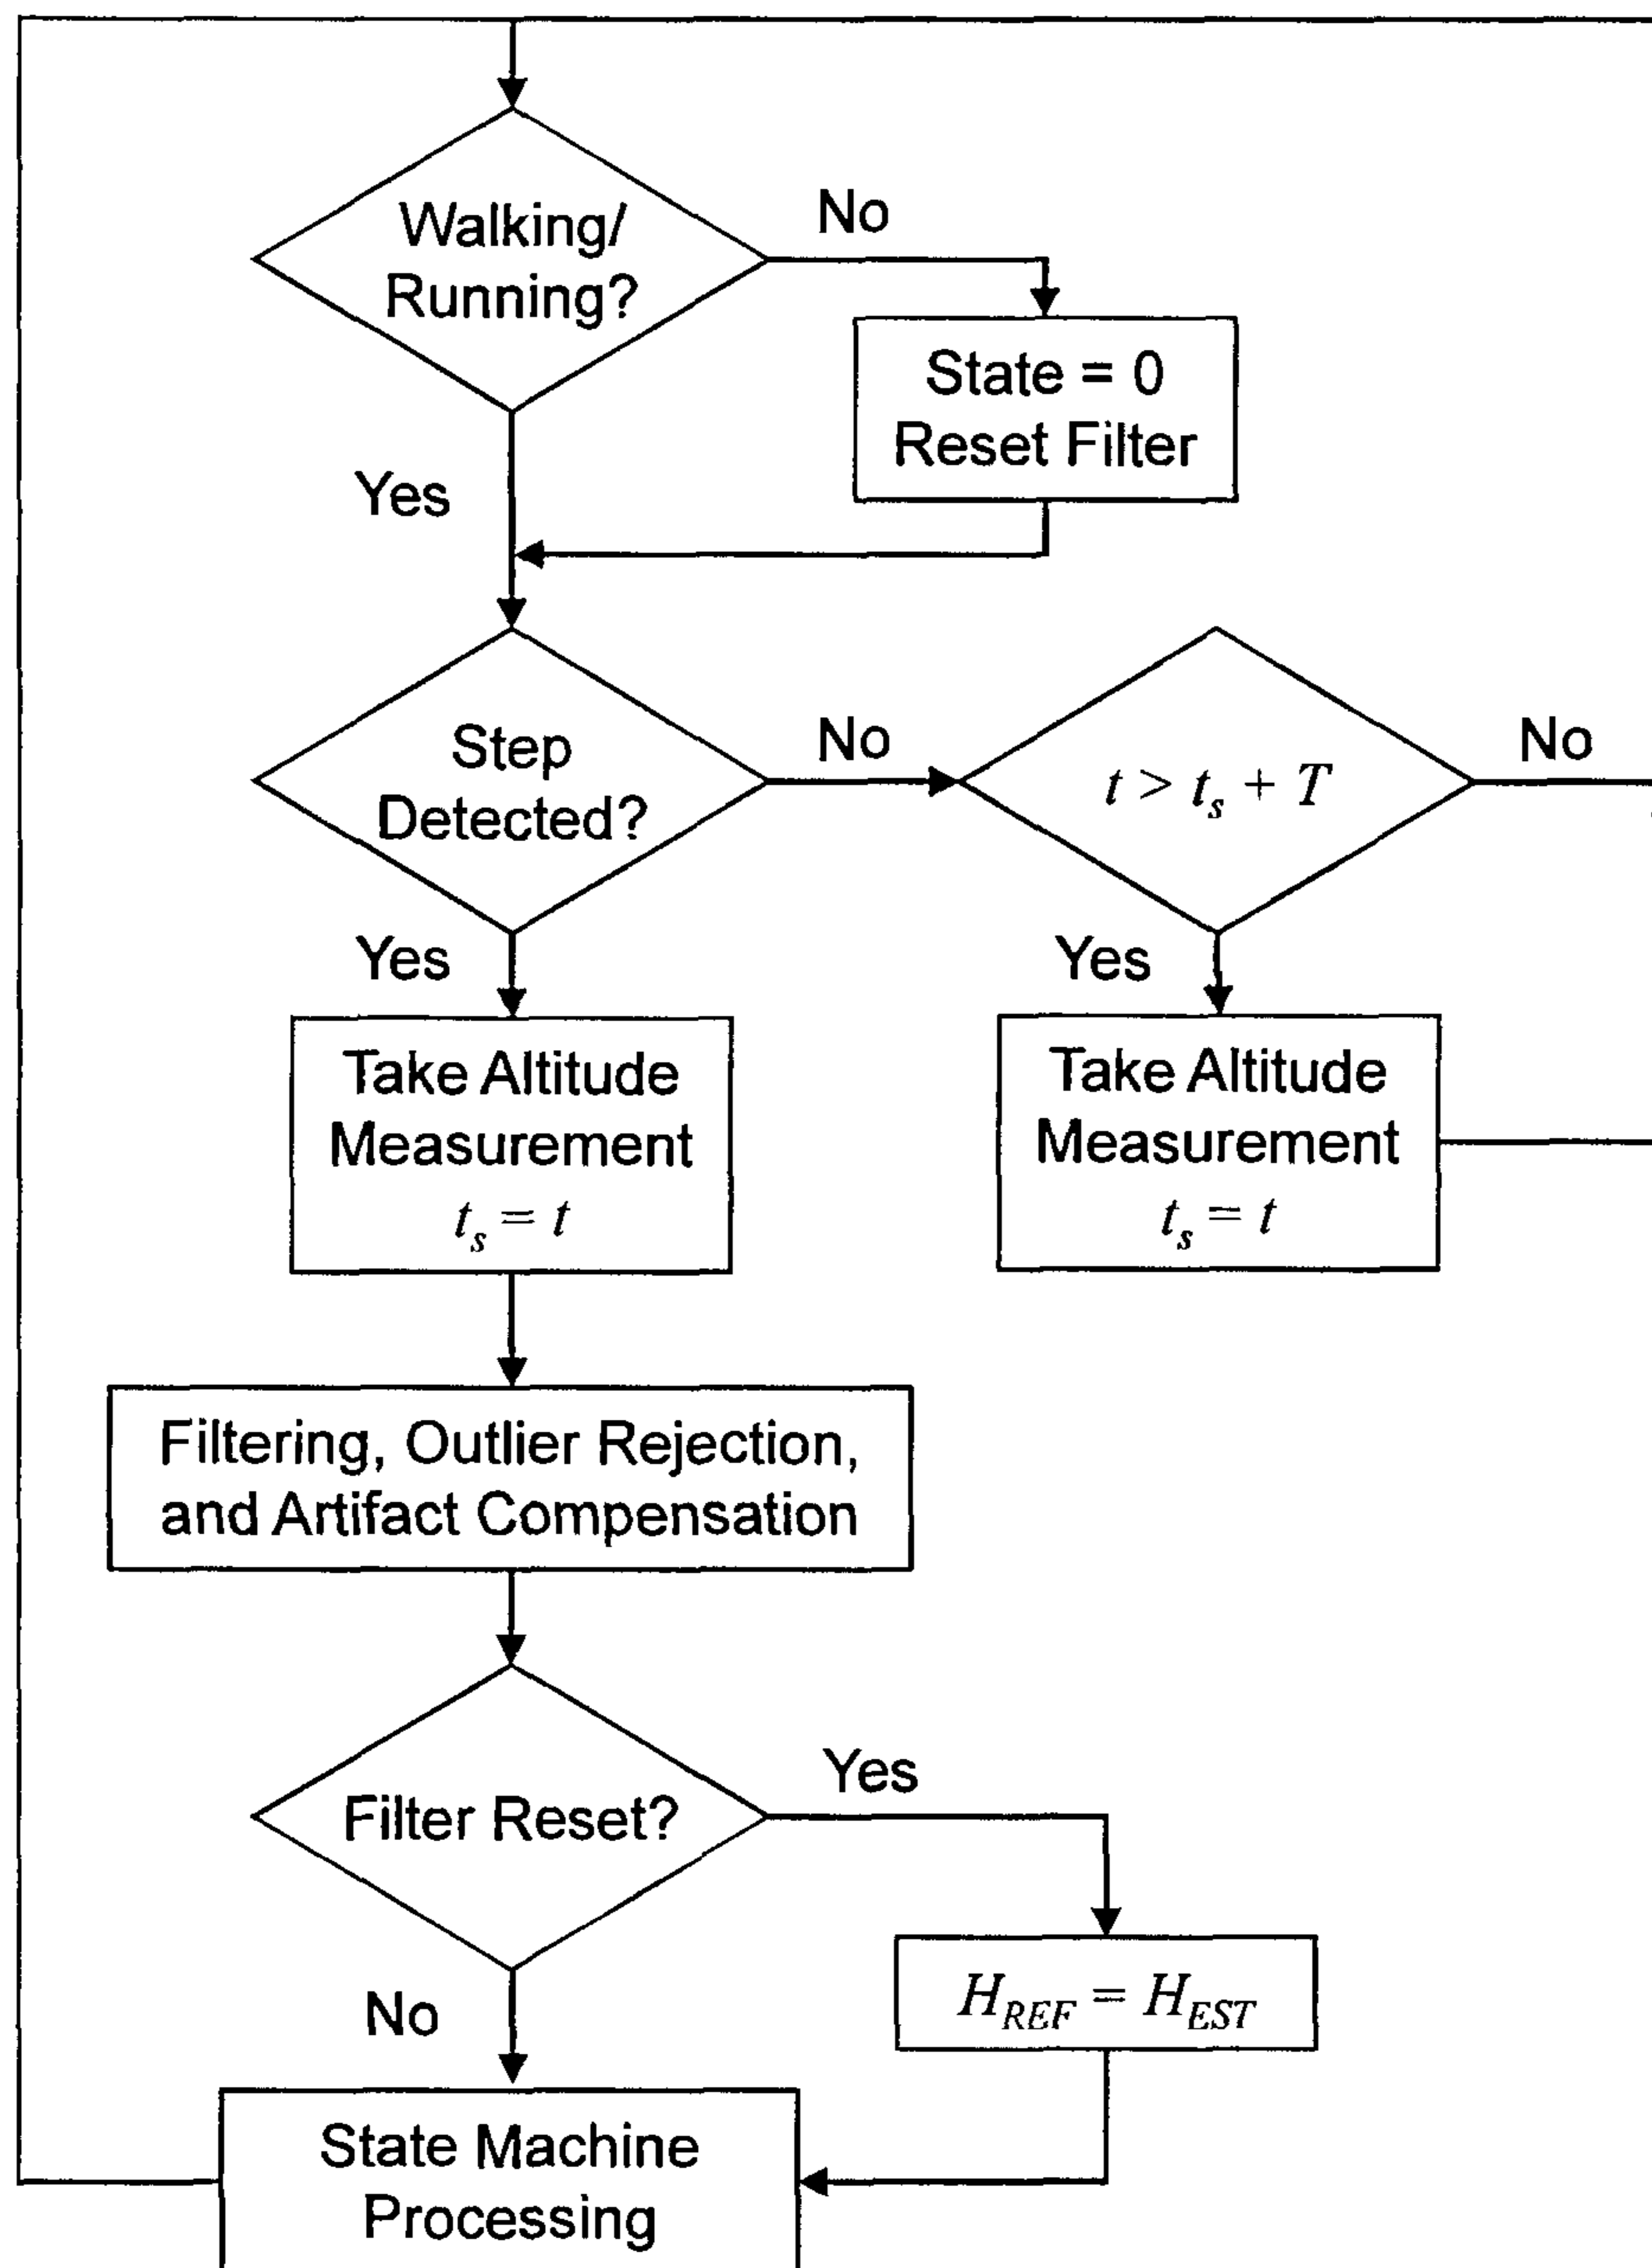 Walking/
Running?
No
State = 0
Reset Filter
Yes
Step
Detected?
No
t > t_s + T
No
Yes
Take Altitude
Measurement
t_s = t
Yes
Take Altitude
Measurement
t_s = t
Filtering, Outlier Rejection,
and Artifact Compensation
Filter Reset?
Yes
H_REF = H_EST
No
State Machine
Processing